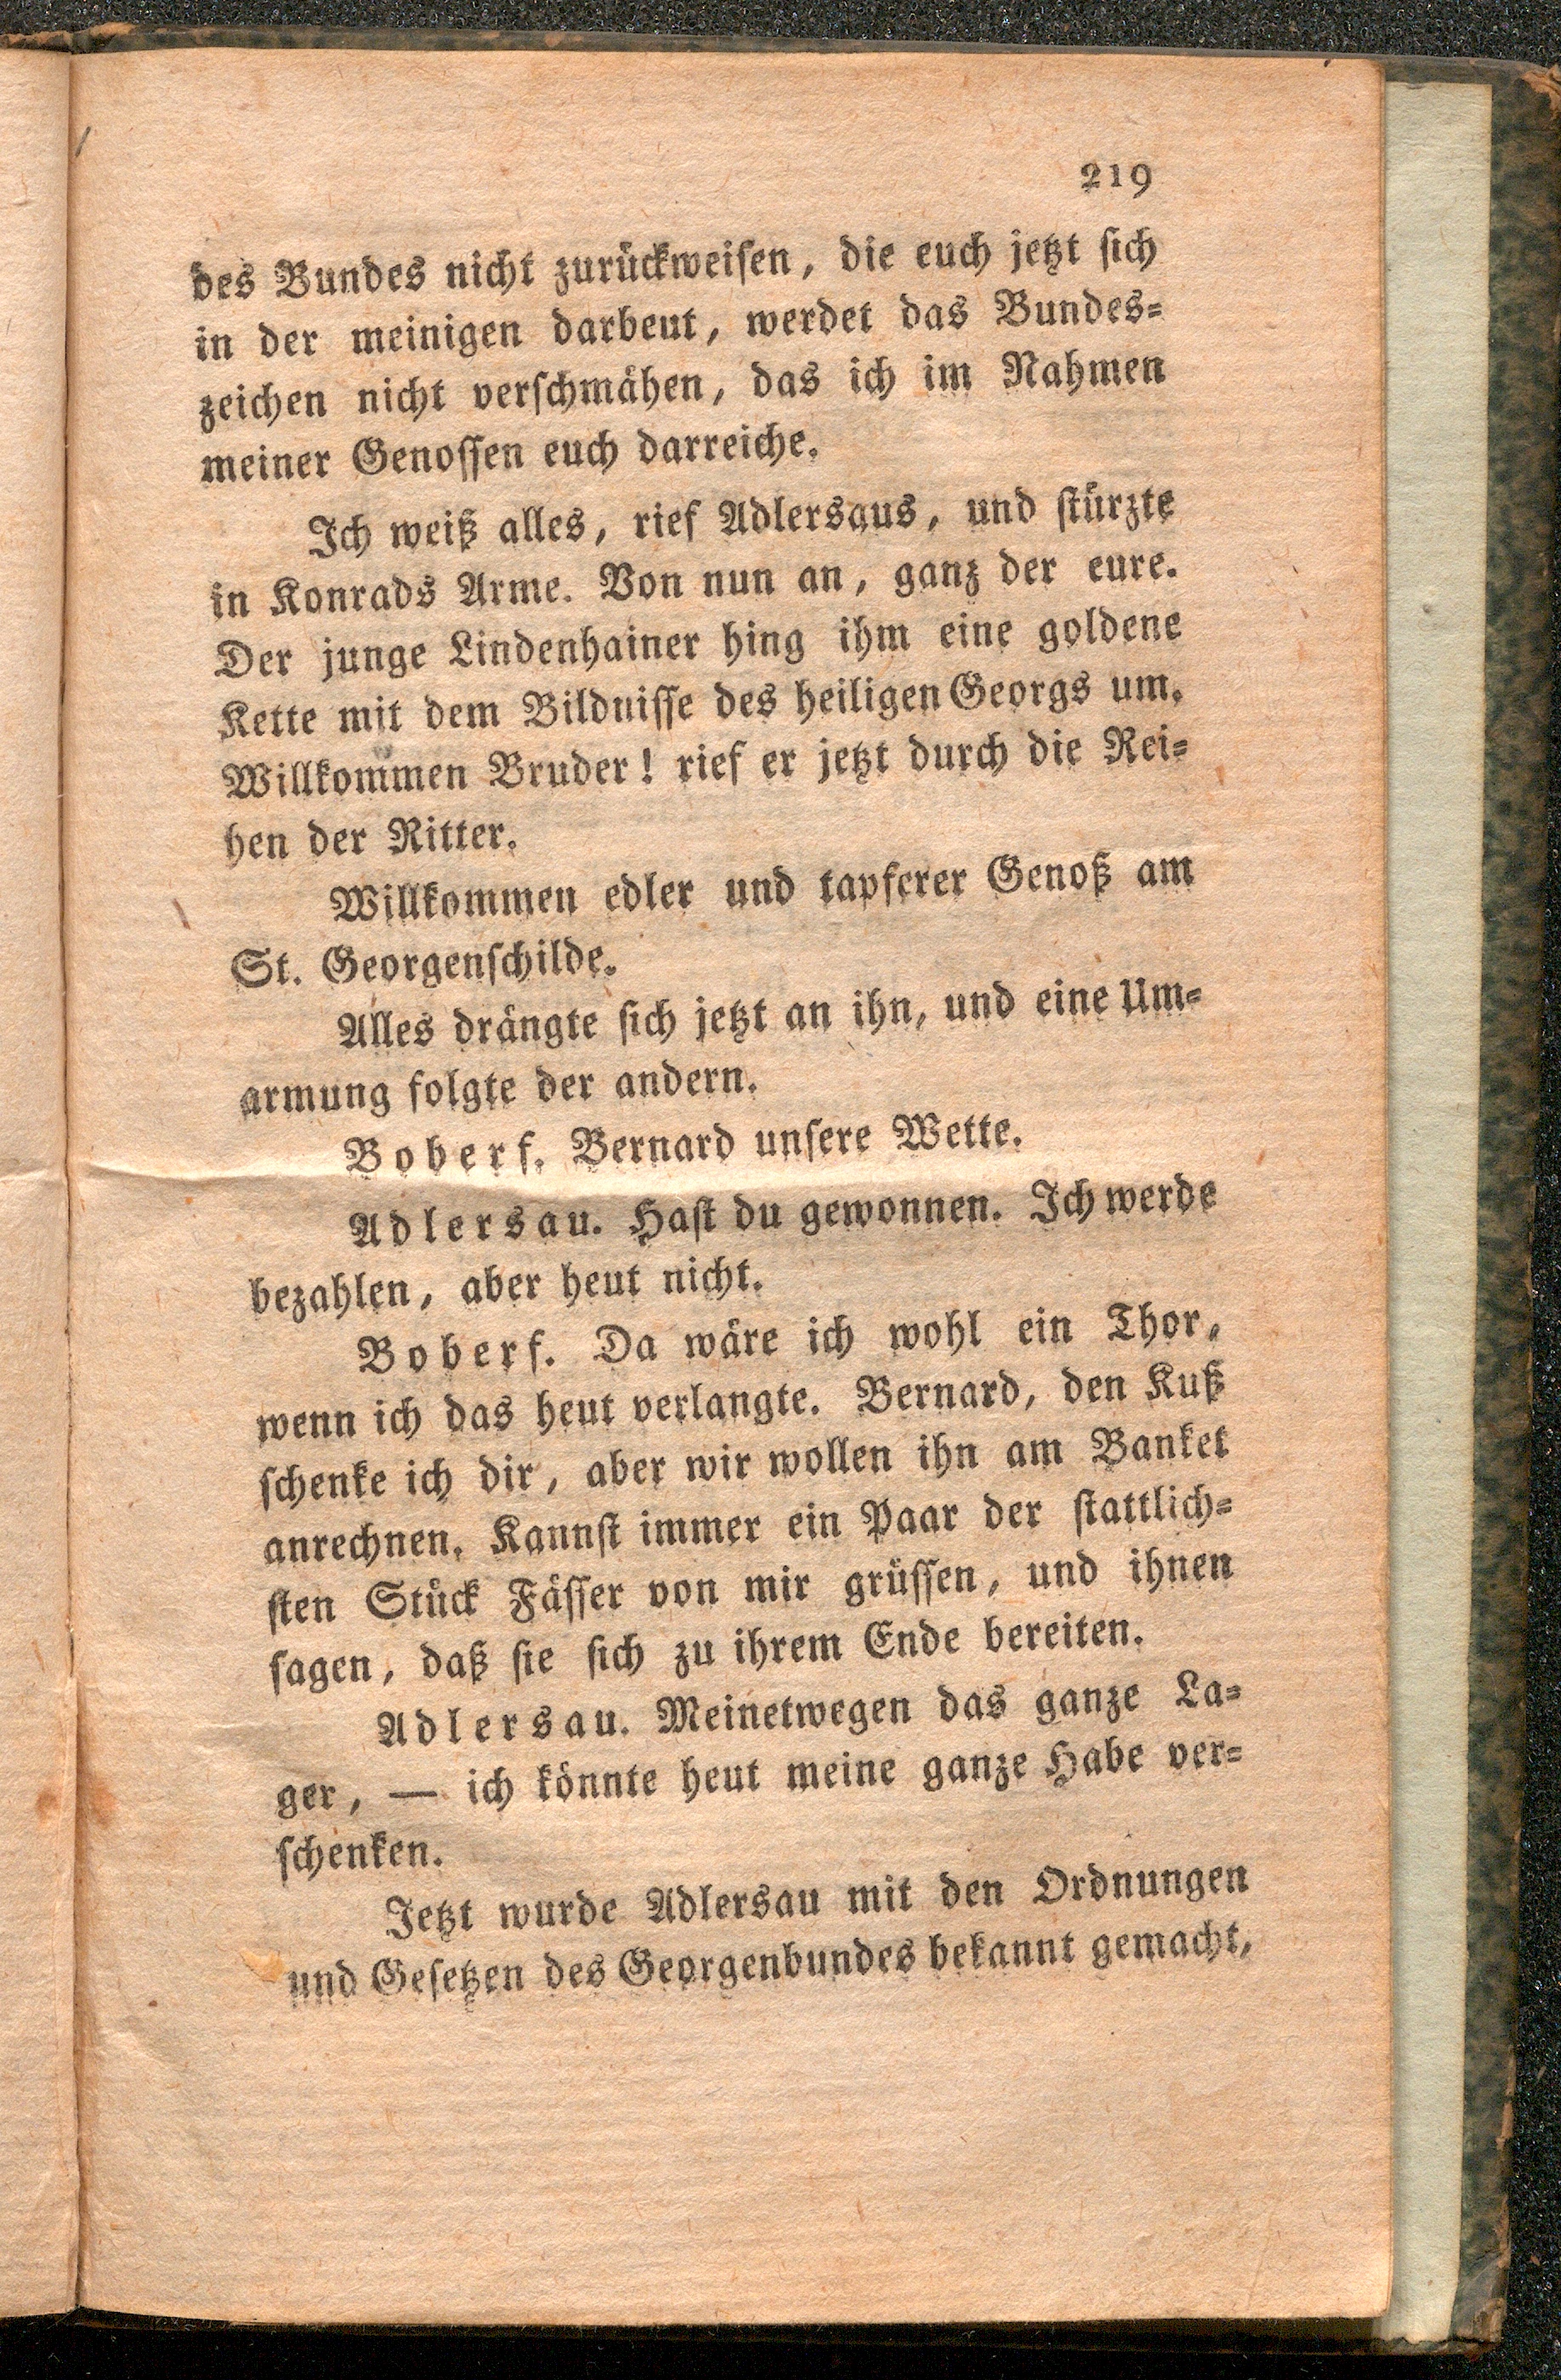 219
des Bundes nicht zurückweisen, die euch jetzt sich
in der meinigen darbeut, werdet das Bundes=
zeichen nicht verschmähen, das ich im Nahmen
meiner Genossen euch darreiche.
Ich weiß alles, rief Adlersaus, und stürzte
in Konrads Arme. Von nun an, ganz der eure.
Der junge Lindenhainer hing ihm eine goldene
Kette mit dem Bildnisse des heiligen Georgs um.
Willkommen Bruder! rief er jetzt durch die Rei=
hen der Ritter.
Willkommen edler und tapferer Genoß am
St. Georgenschilde.
Alles drängte sich jetzt an ihn, und eine Um=
armung folgte der andern.
Boberf. Bernard unsere Wette.
Adlersau. Hast du gewonnen. Ich werde
bezahlen, aber heut nicht.
Boberf. Da wäre ich wohl ein Thor,
wenn ich das heut verlangte. Bernard, den Kuß
schenke ich dir, aber wir wollen ihn am Banket
anrechnen. Kannst immer ein Paar der stattlich=
sten Stück Fässer von mir grüssen, und ihnen
sagen, daß sie sich zu ihrem Ende bereiten.
Adlersau. Meinetwegen das ganze La=
ger, — ich könnte heut meine ganze Habe ver=
schenken.
Jetzt wurde Adlersau mit den Ordnungen
und Gesetzen des Georgenbundes bekannt gemacht,